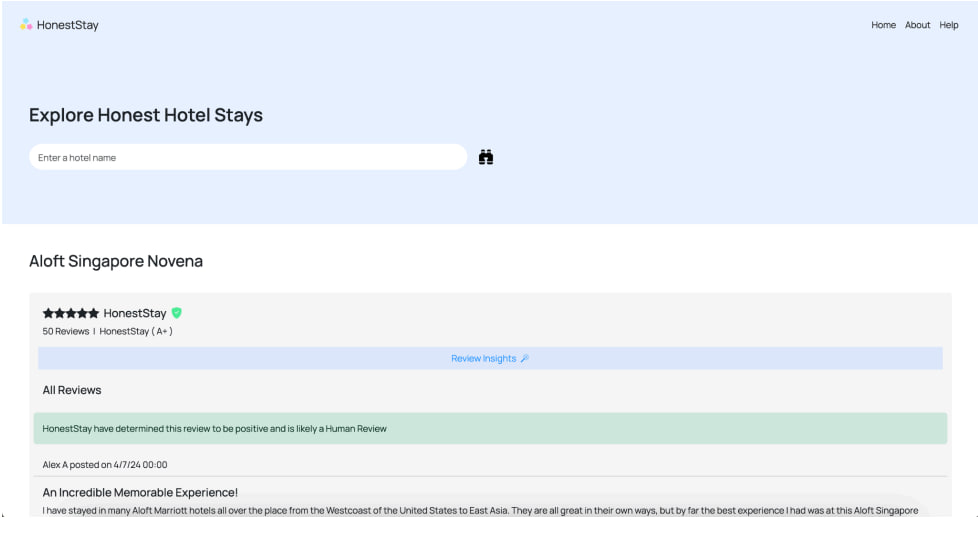 HonestStay
Home About Help
Explore Honest Hotel Stays
Enter a hotel name
Aloft Singapore Novena
HonestStay
50 Reviews | HonestStay ( A+ )
Review Insights
All Reviews
HonestStay have determined this review to be positive and is likely a Human Review
Alex A posted on 4/7/24 00:00
An Incredible Memorable Experience!
I have stayed in many Aloft Marriott hotels all over the place from the Westcoast of the United States to East Asia. They are all great in their own ways, but by far the best experience I had was at this Aloft Singapore